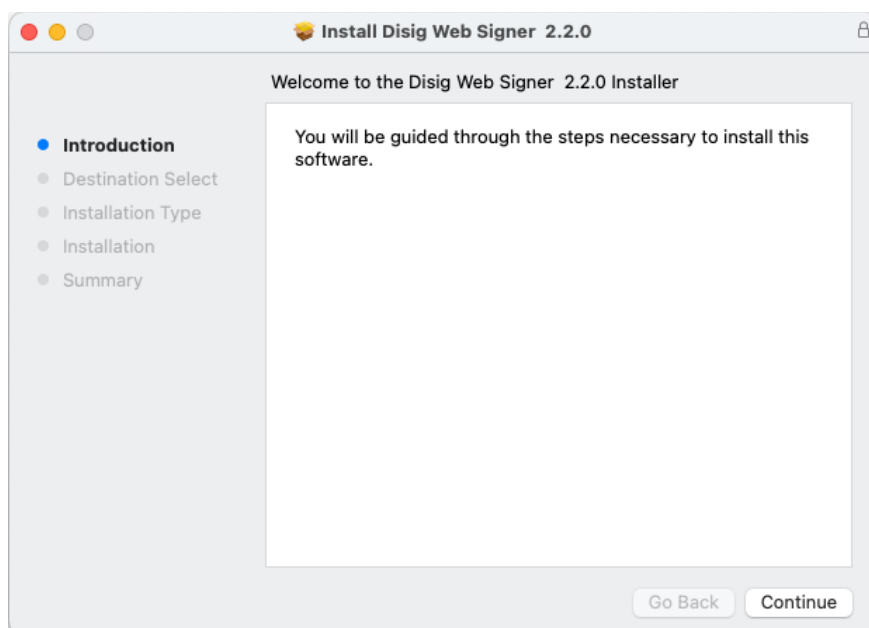 Install Disig Web Signer 2.2.0
Welcome to the Disig Web Signer 2.2.0 Installer
Introduction
Destination Select
Installation Type
Installation
Summary
You will be guided through the steps necessary to install this
software.
Go Back
Continue